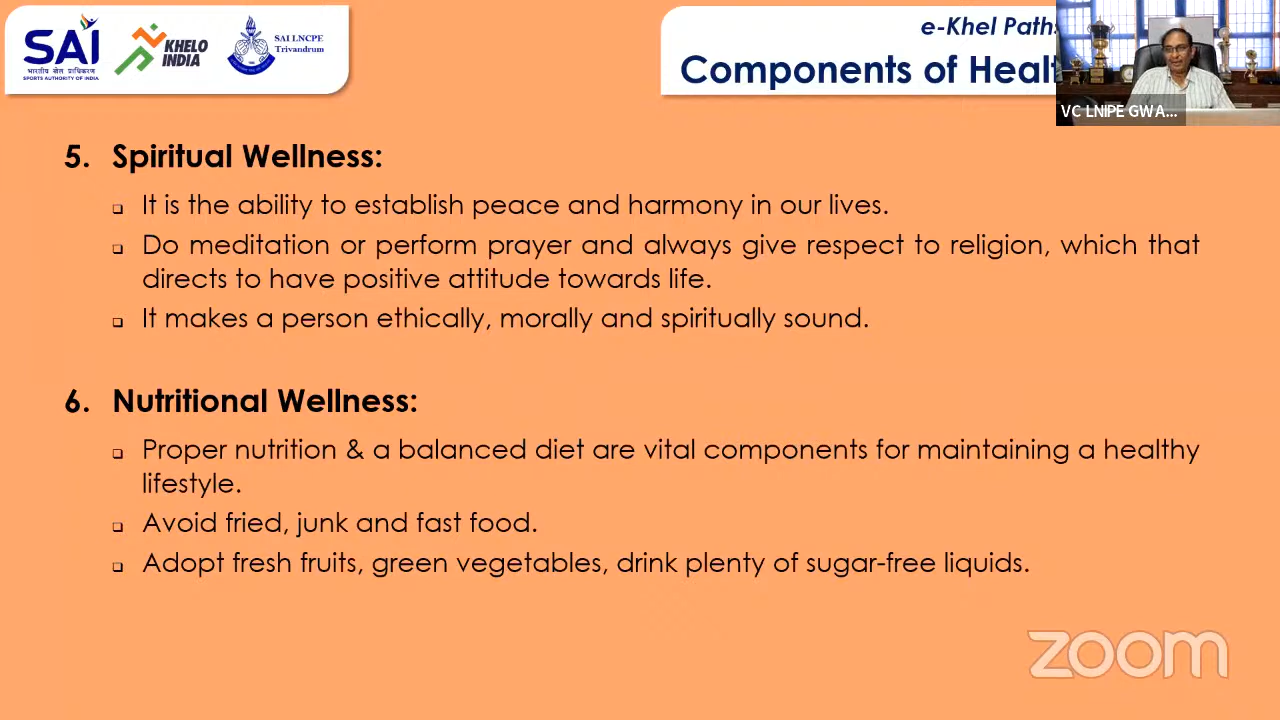 SAI
भारतीय खेल प्राधिकरण
SPORTS AUTHORITY OF INDIA
KHELO
INDIA
SAI LNCPE
Trivandrum
e-Khel Paths
Components of Healt
VC LNIPE GWA...
5. Spiritual Wellness:
It is the ability to establish peace and harmony in our lives.
Do meditation or perform prayer and always give respect to religion, which that
directs to have positive attitude towards life.
It makes a person ethically, morally and spiritually sound.
6. Nutritional Wellness:
Proper nutrition & a balanced diet are vital components for maintaining a healthy
lifestyle.
Avoid fried, junk and fast food.
Adopt fresh fruits, green vegetables, drink plenty of sugar-free liquids.
zoom